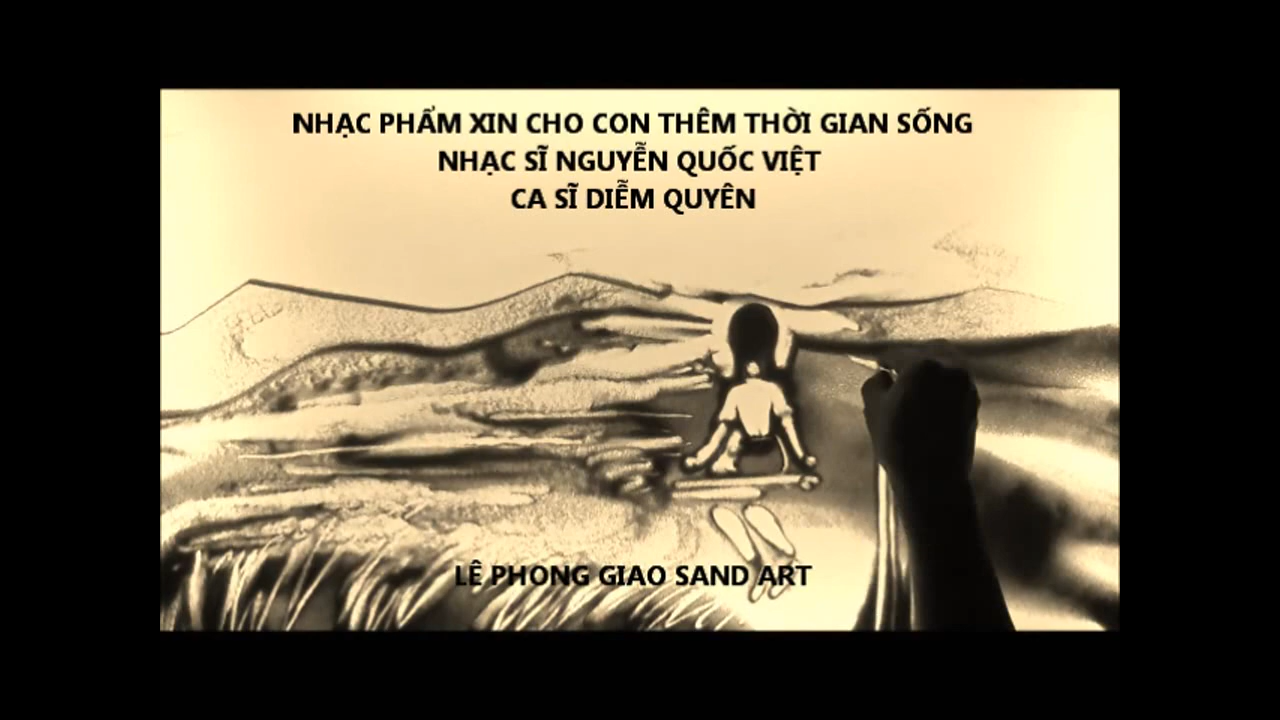 NHẠC PHẨM XIN CHO CON THÊM THỜI GIAN SỐNG
NHẠC SĨ NGUYỄN QUỐC VIỆT
CA SĨ DIỄM QUYÊN
LÊ PHONG GIAO SAND ART